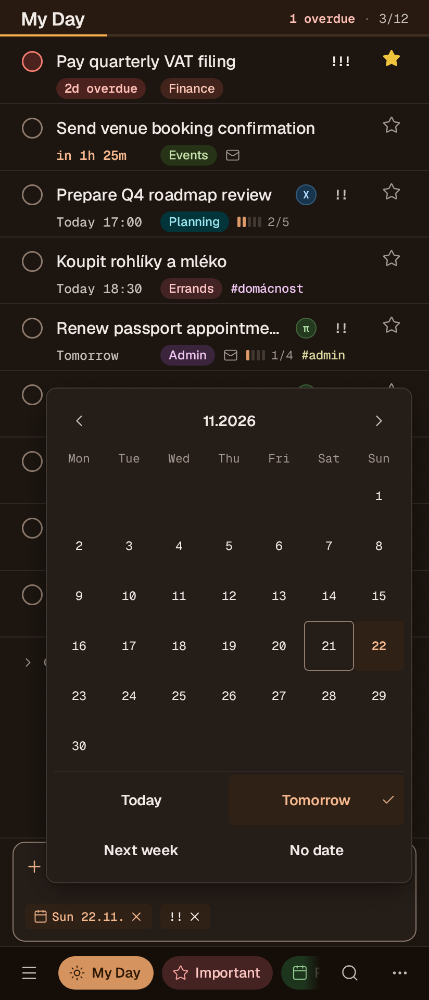 My Day 1 overdue · 3/12
Pay quarterly VAT filing !!!
2d overdue Finance
Send venue booking confirmation
in 1h 25m Events
Prepare Q4 roadmap review X !!
Today 17:00 Planning 2/5
Koupit rohlíky a mléko
Today 18:30 Errands #domácnost
Renew passport appointme… π !!
Tomorrow Admin 1/4 #admin
11.2026
Mon Tue Wed Thu Fri Sat Sun
1
2 3 4 5 6 7 8
9 10 11 12 13 14 15
16 17 18 19 20 21 22
23 24 25 26 27 28 29
30
Today Tomorrow
Next week No date
Sun 22.11. !!
My Day Important